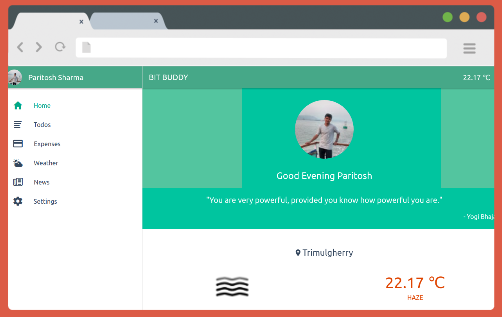 Paritosh Sharma
BIT BUDDY
22.17 °C
Home
Todos
Expenses
Weather
News
Settings
Good Evening Paritosh
"You are very powerful, provided you know how powerful you are."
- Yogi Bhaj
Trimulgherry
22.17 °C
HAZE